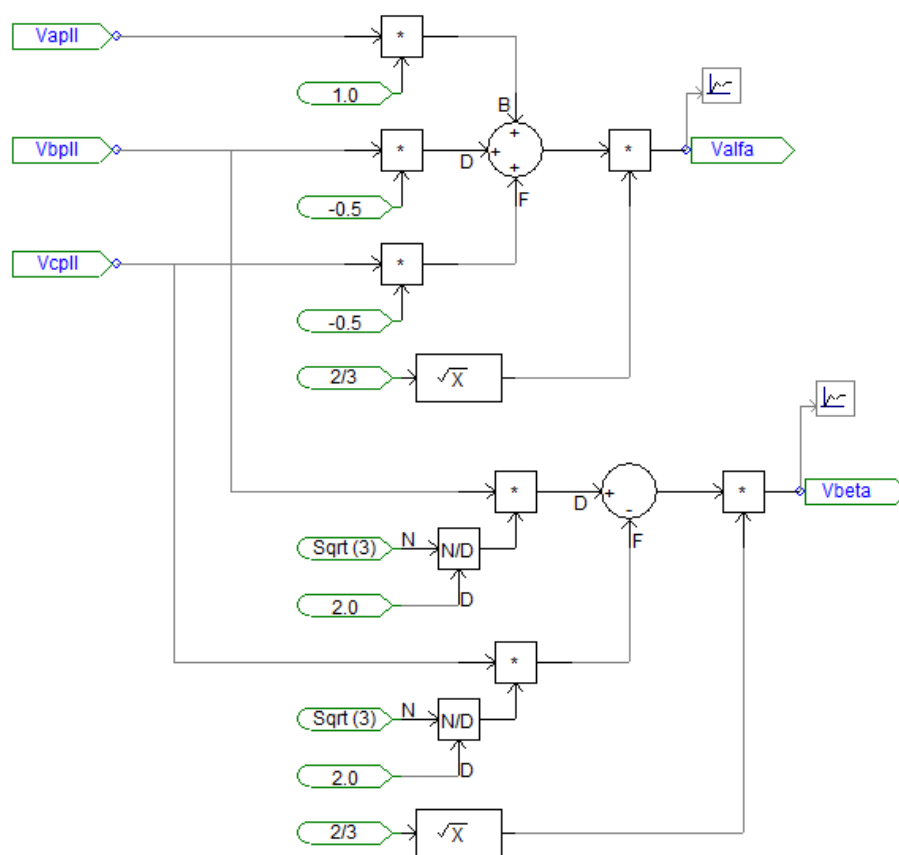 Vapll
*
1.0
B
+
Vbpll
*
D
+
+
*
Valfa
-0.5
F
Vcpll
*
-0.5
2/3
√X
*
D
+
-
*
Vbeta
Sqrt (3)
N
N/D
F
2.0
D
*
Sqrt (3)
N
N/D
2.0
D
2/3
√X